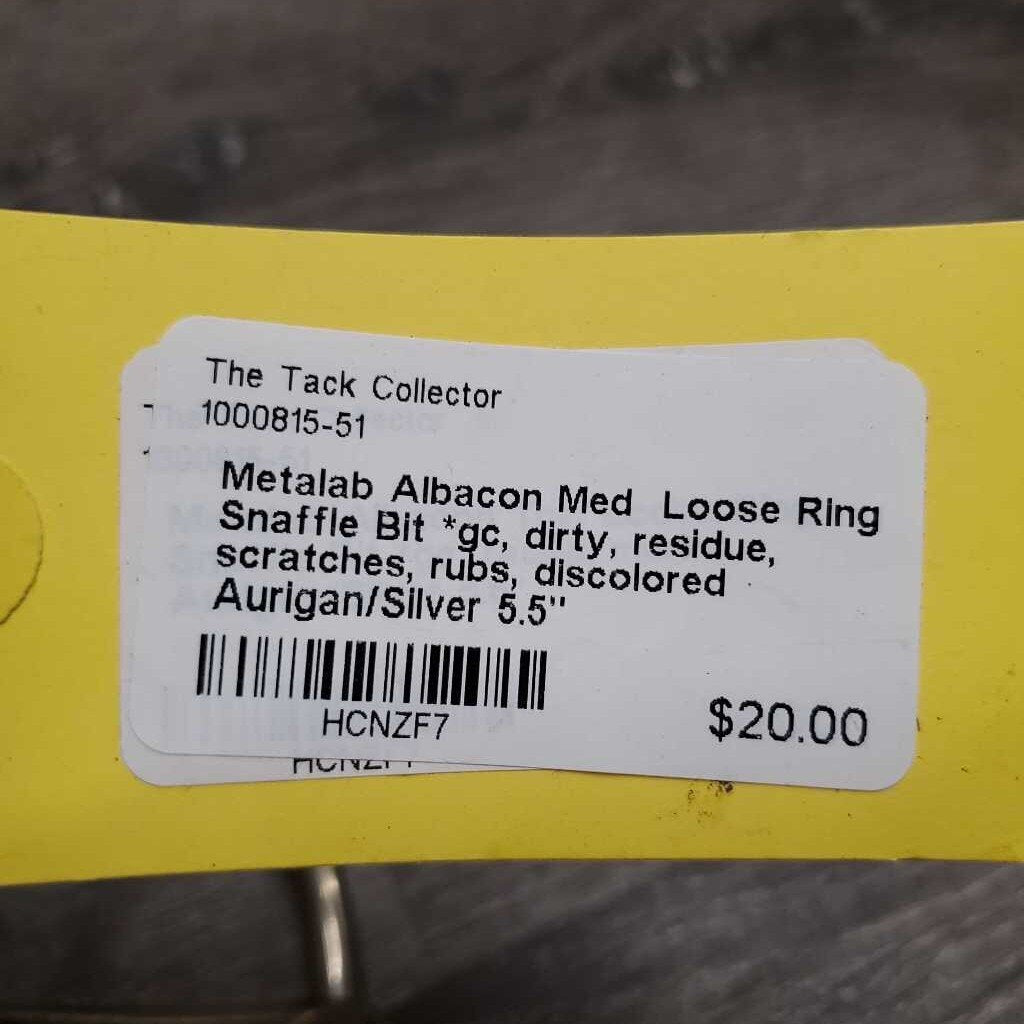 The Tack Collector
1000815-51
Metalab Albacon Med Loose Ring
Snaffle Bit *gc, dirty, residue,
scratches, rubs, discolored
Aurigan/Silver 5.5"
HCNZF7
$20.00